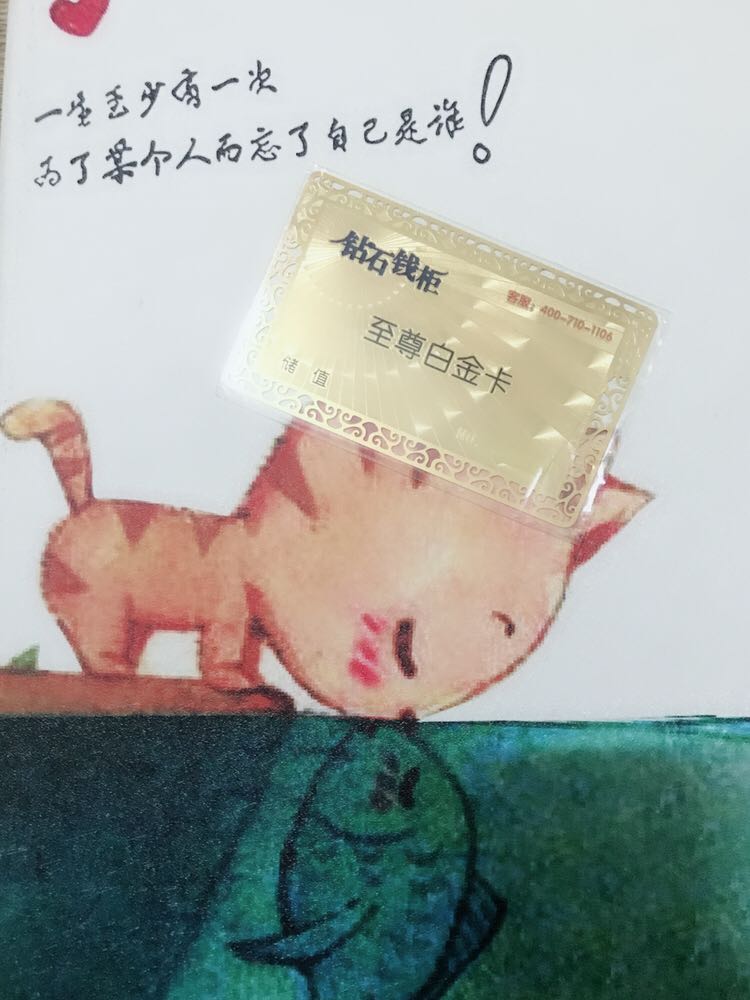 一生至少有一次
为了某个人而忘了自己是谁！
钻石钱柜
客服：400-710-1106
至尊白金卡
储 值